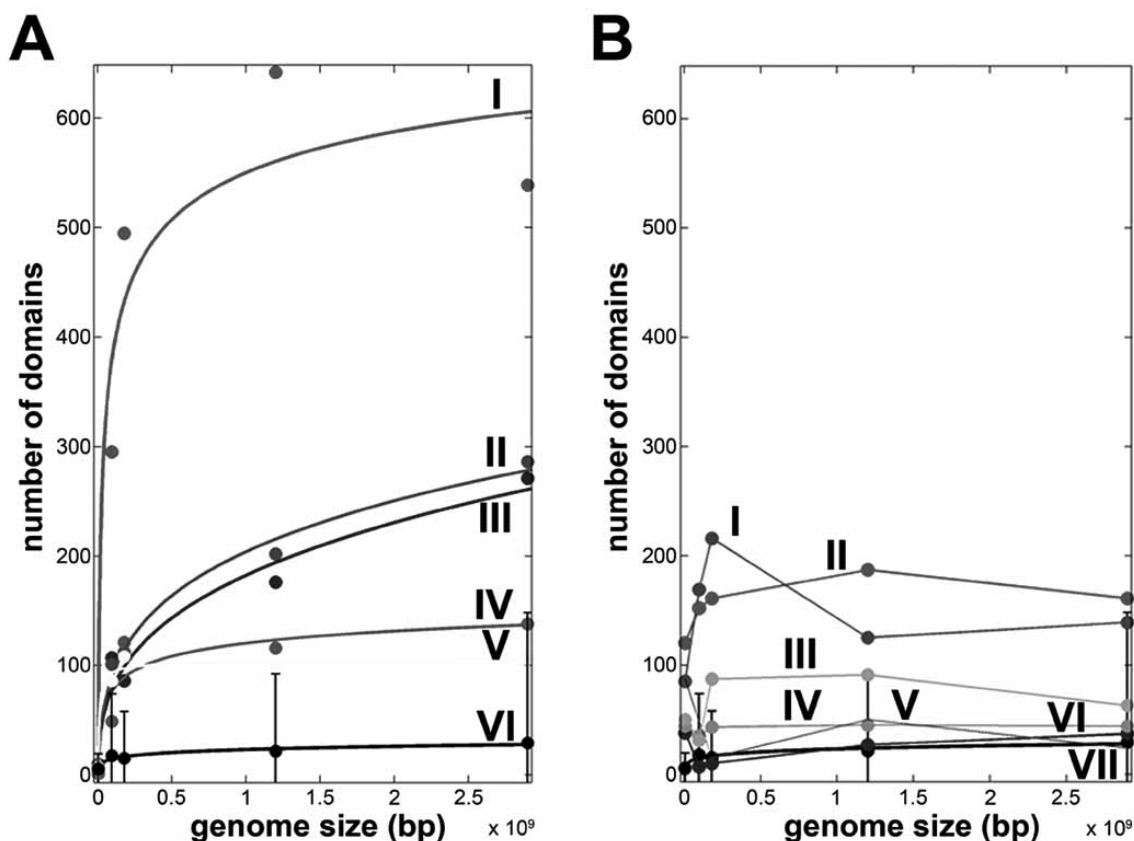 A
number of domains
600
500
400
300
200
100
0
I
II
III
IV
V
VI
0 0.5 1 1.5 2 2.5
genome size (bp)
x 10⁹
B
number of domains
600
500
400
300
200
100
0
I
II
III
IV
V
VI
VII
0 0.5 1 1.5 2 2.5
genome size (bp)
x 10⁹